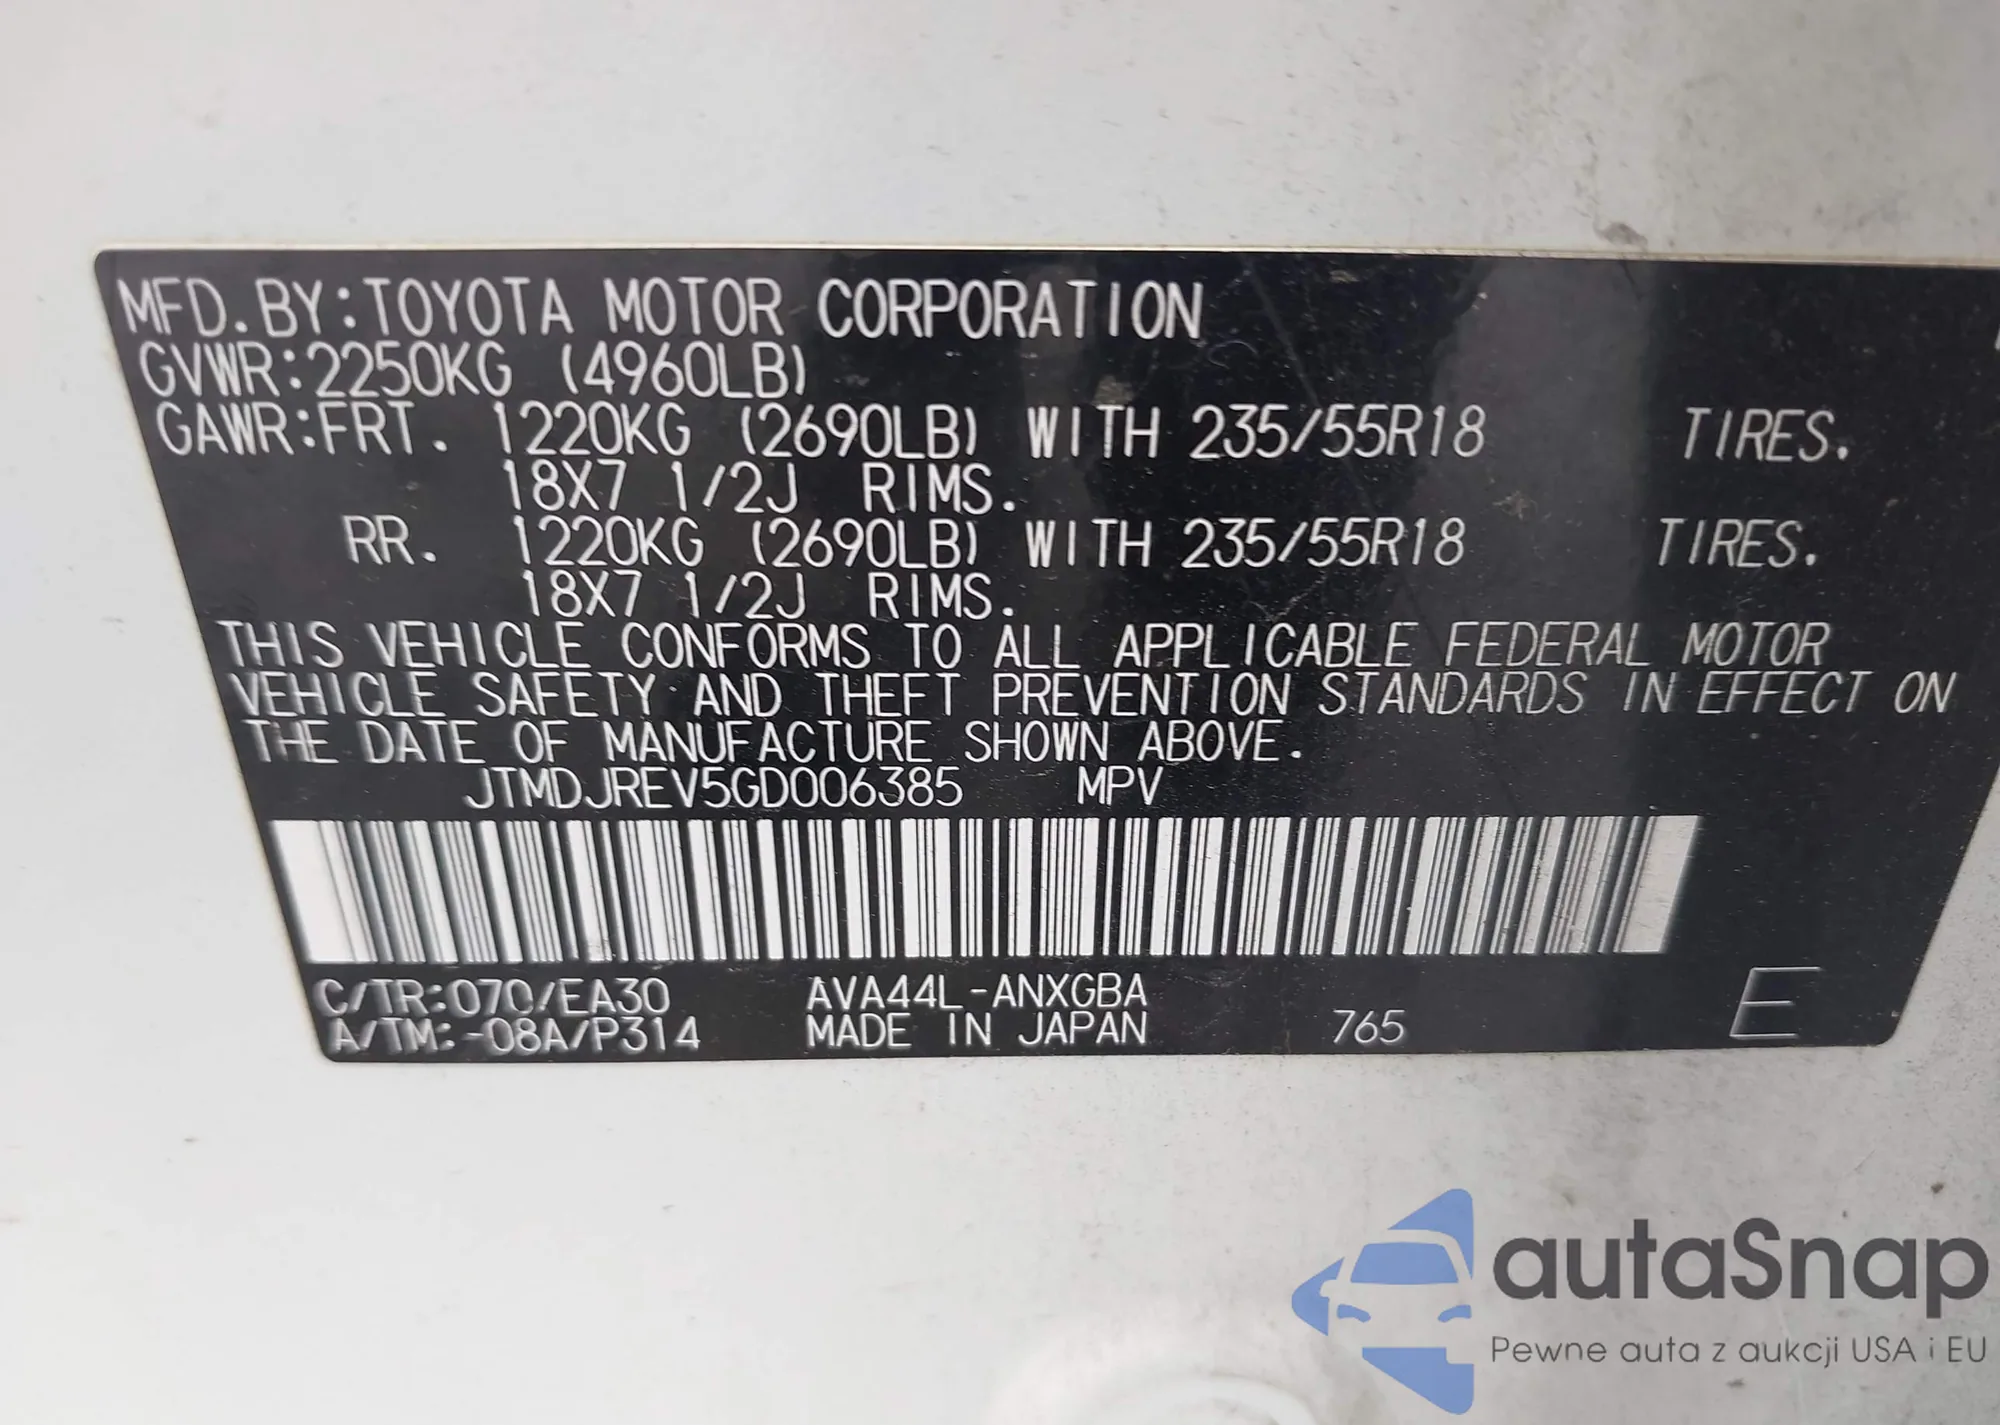 MFD. BY: TOYOTA MOTOR CORPORATION
GVWR: 2250KG (4960LB)
GAWR: FRT. 1220KG (2690LB) WITH 235/55R18 TIRES.
18X7 1/2J RIMS.
RR. 1220KG (2690LB) WITH 235/55R18 TIRES.
18X7 1/2J RIMS.
THIS VEHICLE CONFORMS TO ALL APPLICABLE FEDERAL MOTOR
VEHICLE SAFETY AND THEFT PREVENTION STANDARDS IN EFFECT ON
THE DATE OF MANUFACTURE SHOWN ABOVE.
JTMDJREV5GD006385 MPV
C/TR:070/EA30 AVA44L-ANXGBA
A/TM:-08A/P314 MADE IN JAPAN 765 E
autaSnap
Pewne auta z aukcji USA i EU